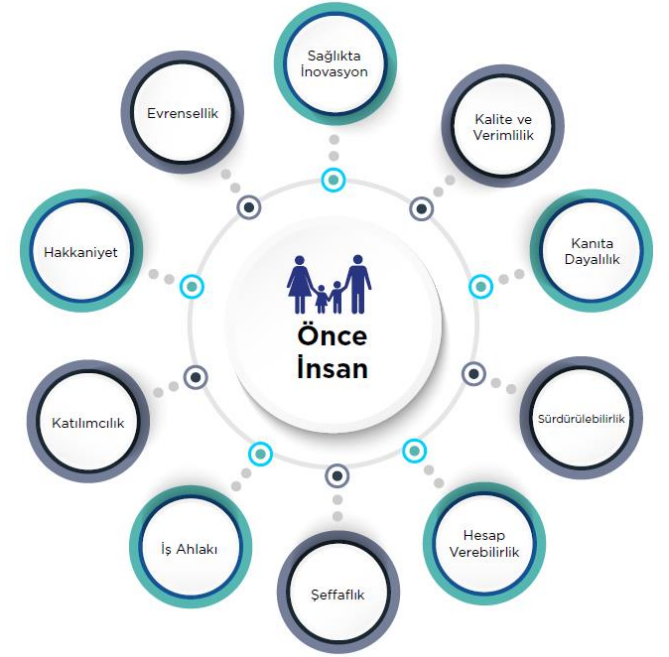 Sağlıkta
İnovasyon
Kalite ve
Verimlilik
Kanıta
Dayalılık
Sürdürülebilirlik
Hesap
Verebilirlik
Şeffaflık
İş Ahlakı
Katılımcılık
Hakkaniyet
Evrensellik
Önce
İnsan